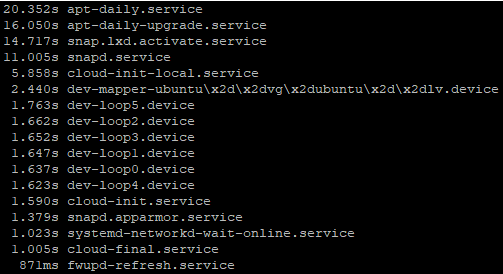 20.352s apt-daily.service
16.050s apt-daily-upgrade.service
14.717s snap.lxd.activate.service
11.005s snapd.service
5.858s cloud-init-local.service
2.440s dev-mapper-ubuntu\x2d\x2dvg\x2dubuntu\x2d\x2dlv.device
1.763s dev-loop5.device
1.662s dev-loop2.device
1.652s dev-loop3.device
1.647s dev-loop1.device
1.637s dev-loop0.device
1.623s dev-loop4.device
1.590s cloud-init.service
1.379s snapd.apparmor.service
1.023s systemd-networkd-wait-online.service
1.005s cloud-final.service
871ms fwupd-refresh.service